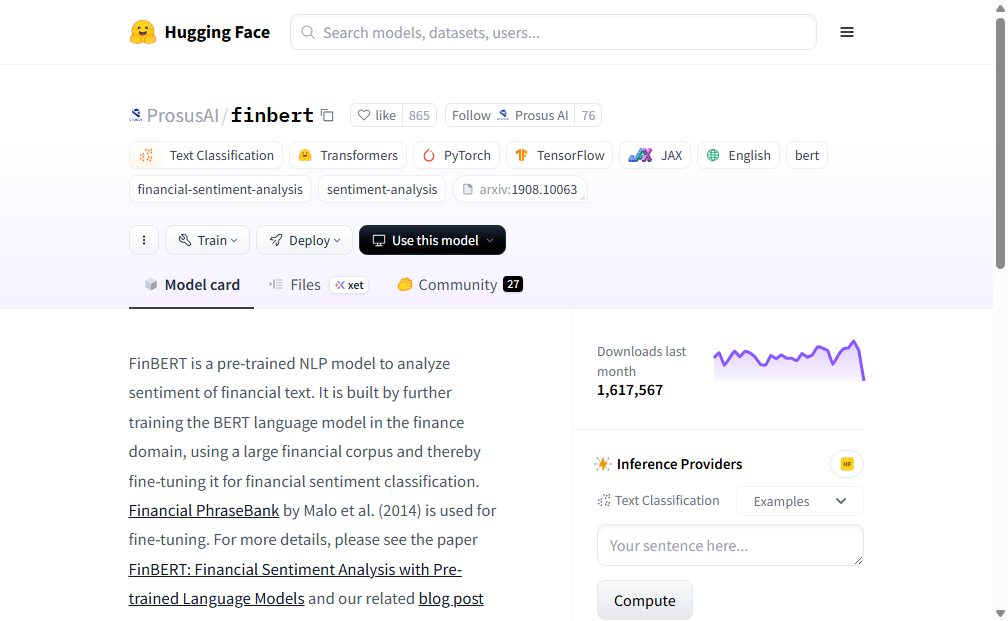 Hugging Face
Search models, datasets, users...
ProsusAI/finbert
like 865
Follow Prosus AI 76
Text Classification
Transformers
PyTorch
TensorFlow
JAX
English
bert
financial-sentiment-analysis
sentiment-analysis
arxiv:1908.10063
Train
Deploy
Use this model
Model card
Files
xet
Community 27
FinBERT is a pre-trained NLP model to analyze
sentiment of financial text. It is built by further
training the BERT language model in the finance
domain, using a large financial corpus and thereby
fine-tuning it for financial sentiment classification.
Financial PhraseBank by Malo et al. (2014) is used for
fine-tuning. For more details, please see the paper
FinBERT: Financial Sentiment Analysis with Pre-
trained Language Models and our related blog post
Downloads last
month
1,617,567
Inference Providers
HF
Text Classification
Examples
Your sentence here...
Compute